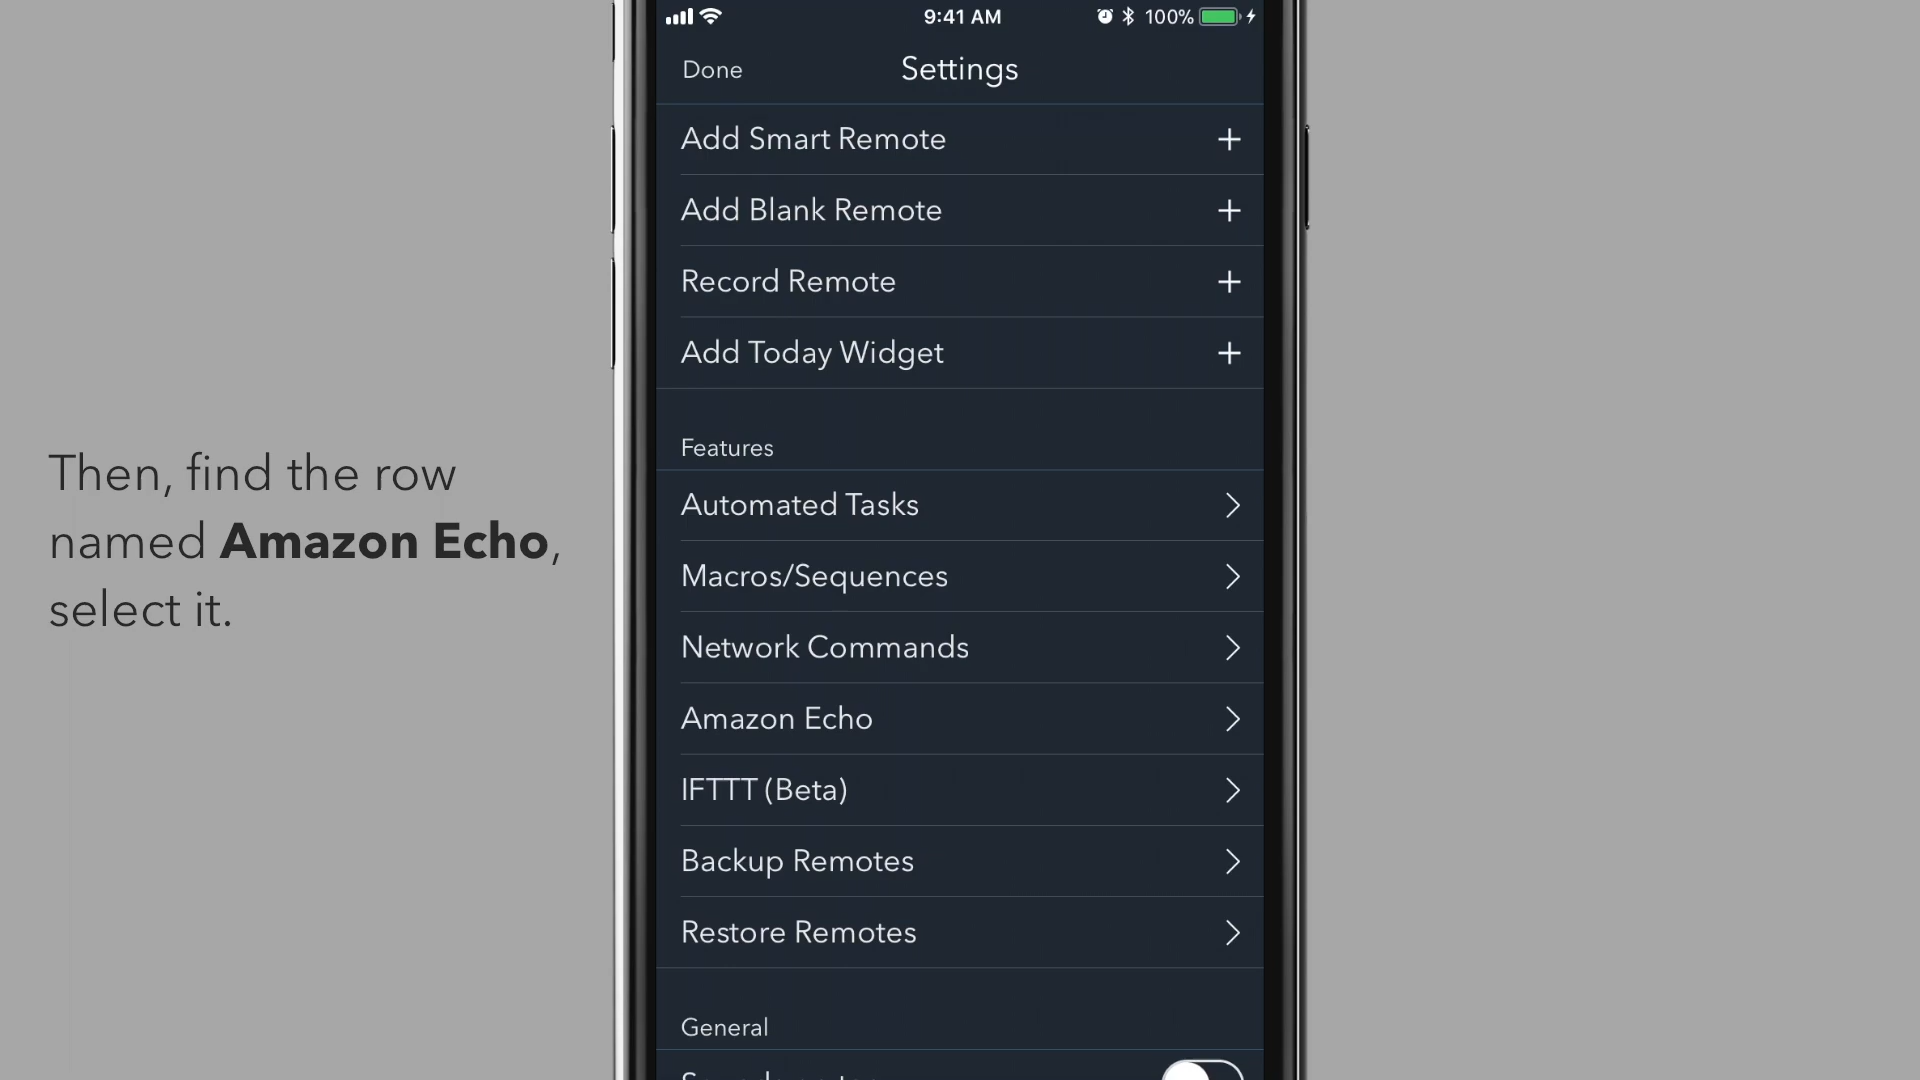 9:41 AM
100%
Done
Settings
Add Smart Remote
Add Blank Remote
Record Remote
Add Today Widget
Features
Automated Tasks
Macros/Sequences
Network Commands
Amazon Echo
IFTTT (Beta)
Backup Remotes
Restore Remotes
General
Then, find the row
named Amazon Echo,
select it.